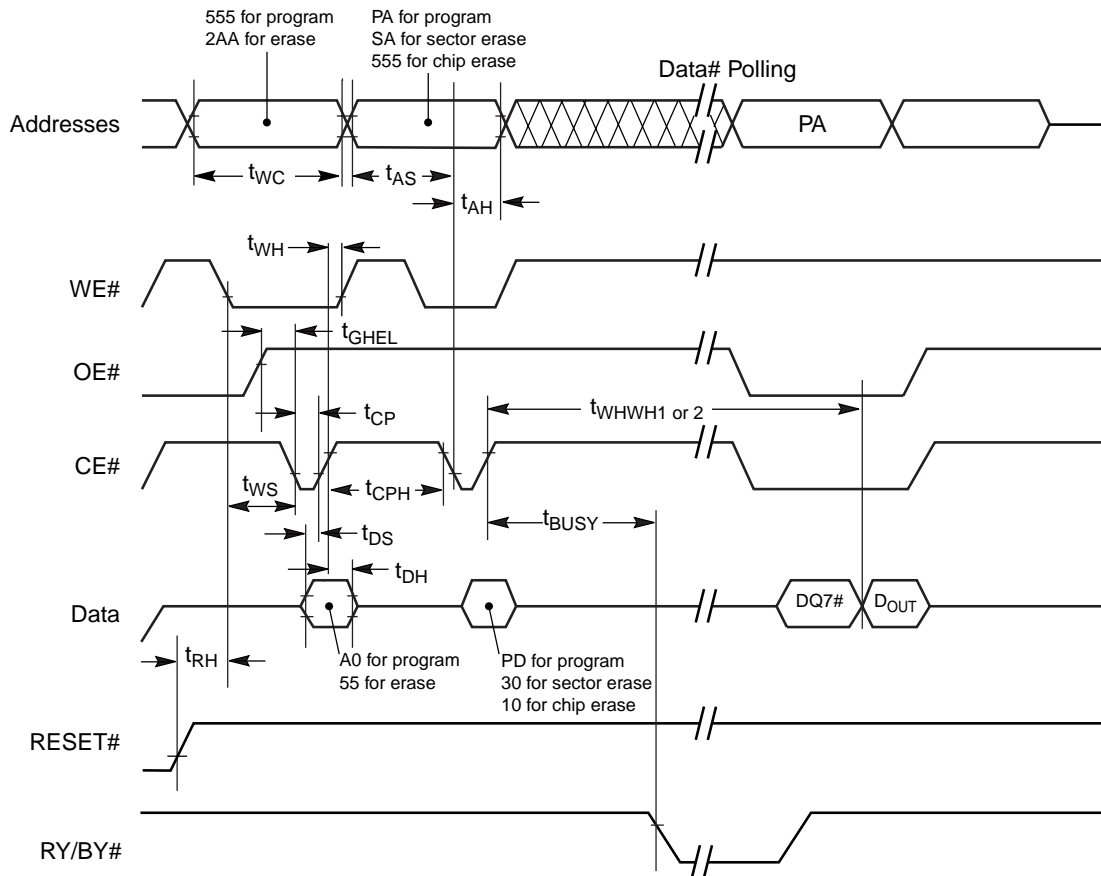 555 for program
2AA for erase
PA for program
SA for sector erase
555 for chip erase
Data# Polling
Addresses
PA
tWC
tAS
tAH
tWH
WE#
tGHEL
OE#
tCP
tWHWH1 or 2
CE#
tWS
tCPH
tBUSY
tDS
tDH
Data
DQ7#
DOUT
tRH
A0 for program
55 for erase
PD for program
30 for sector erase
10 for chip erase
RESET#
RY/BY#